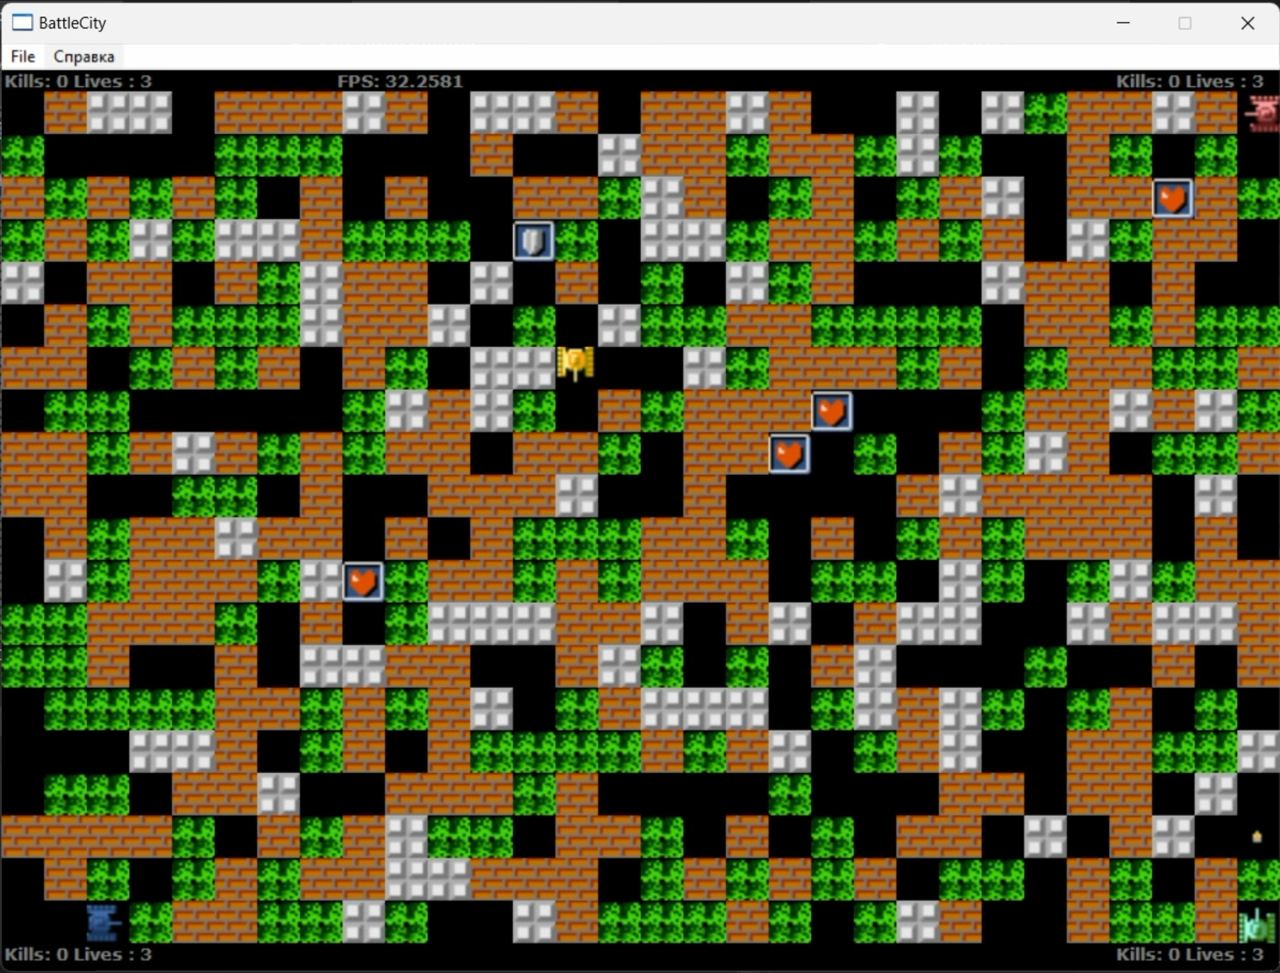 BattleCity
File Справка
Kills: 0 Lives : 3 FPS: 32.2581 Kills: 0 Lives : 3
Kills: 0 Lives : 3 Kills: 0 Lives : 3